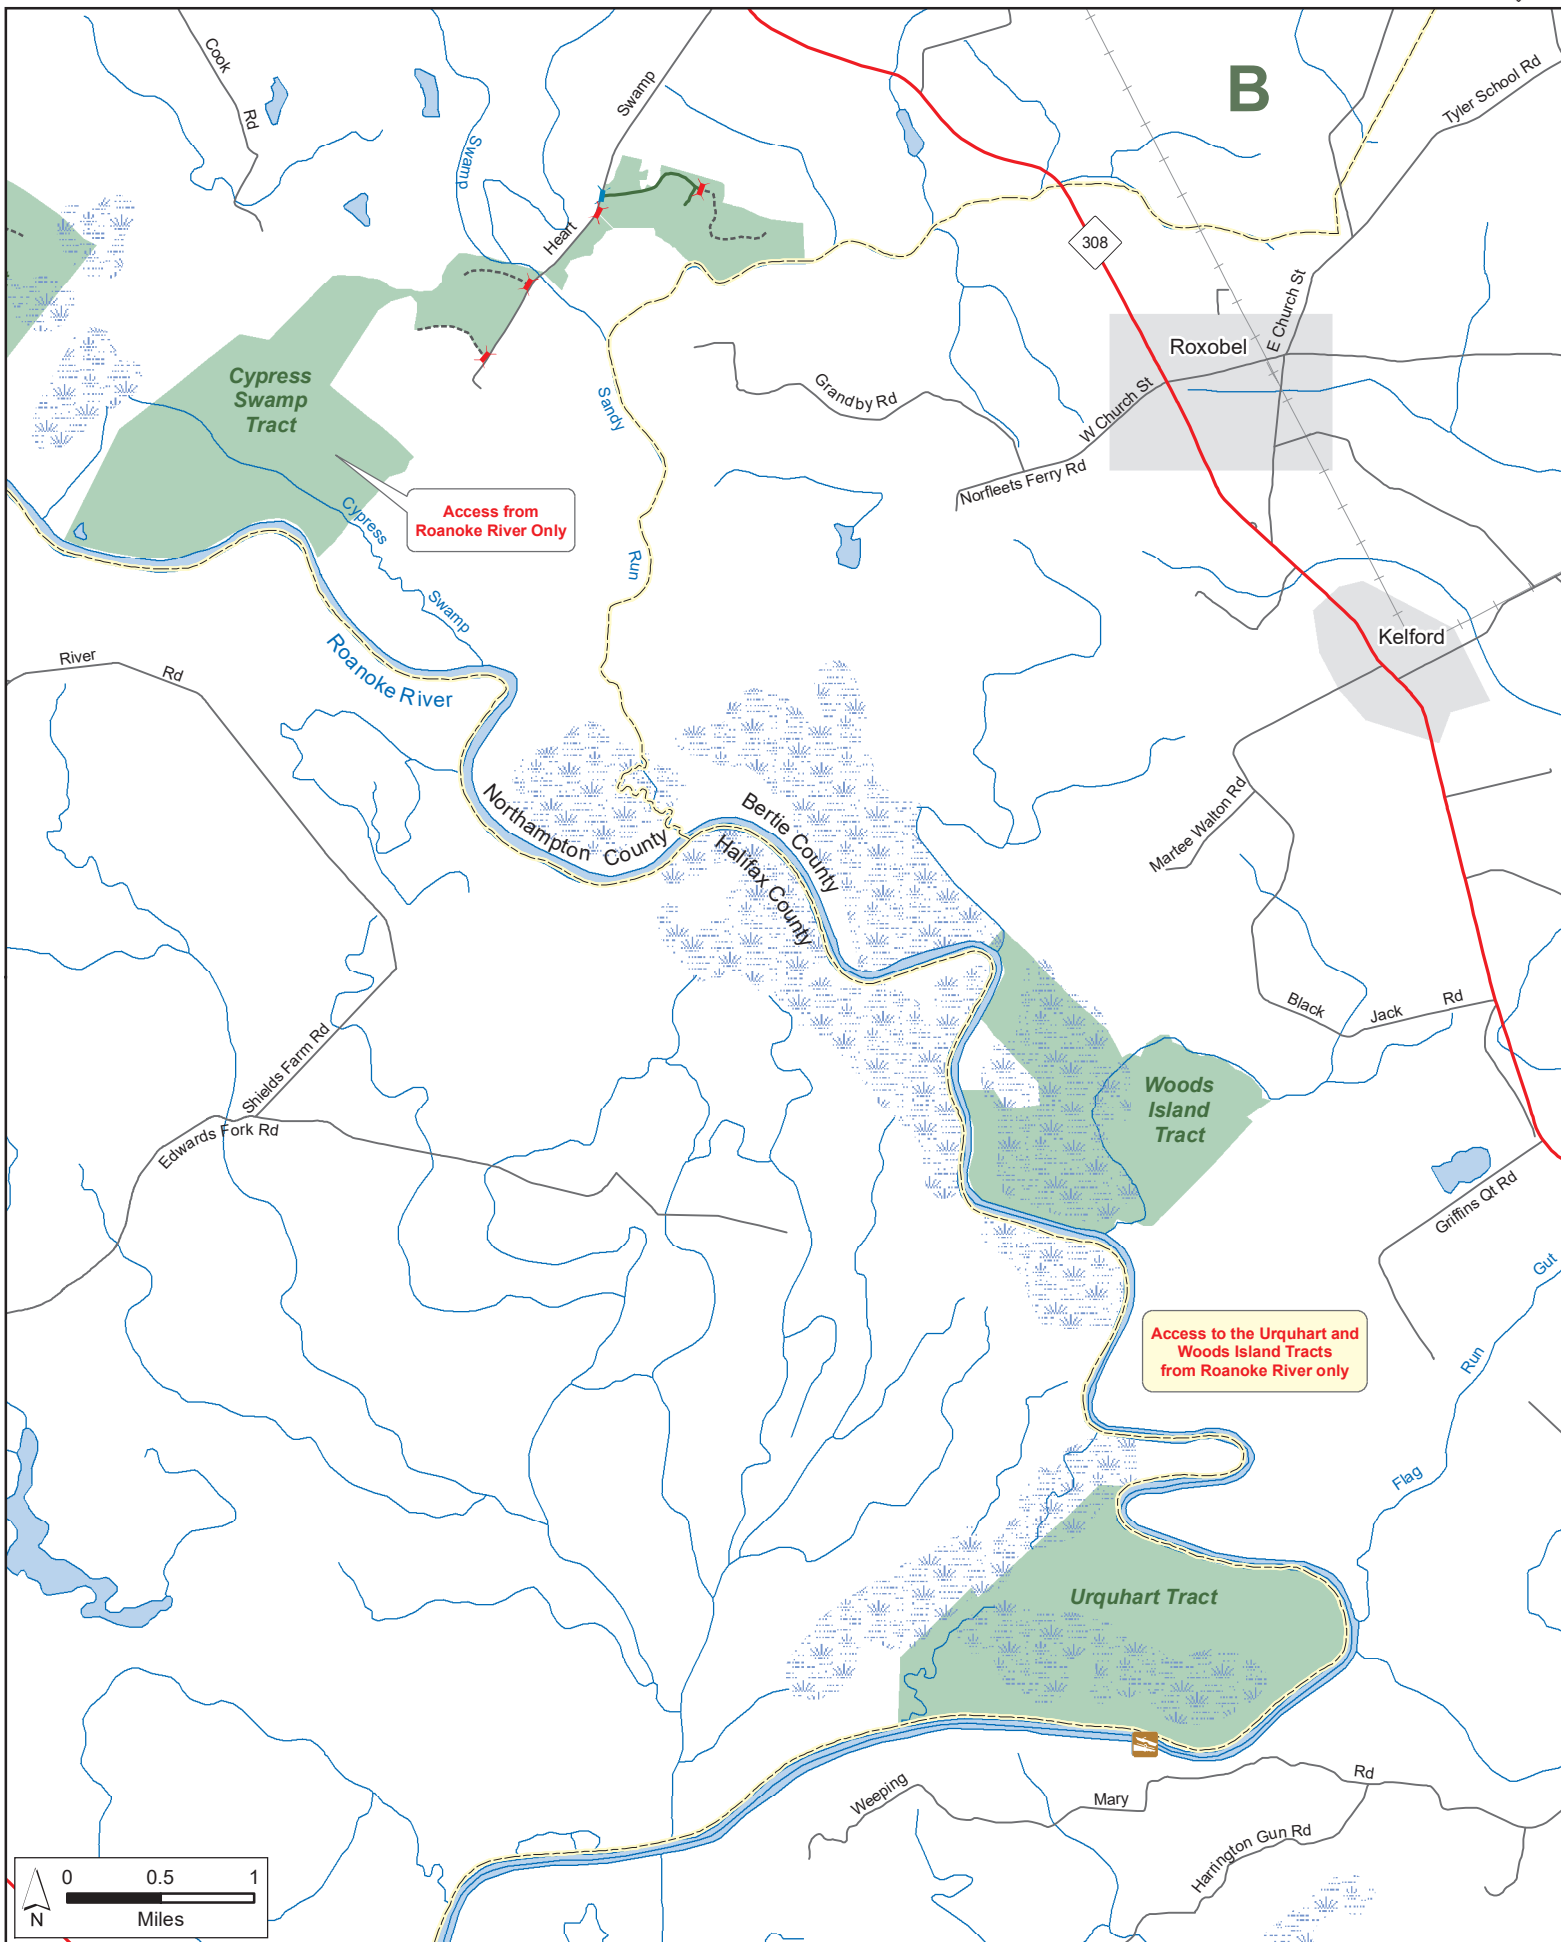 B
Cook
Rd
Swamp
Swamp
Heart
Tyler School Rd
308
E Church St
Roxobel
W Church St
Grandby Rd
Norfleets Ferry Rd
Cypress
Swamp
Tract
Sandy
Run
Access from
Roanoke River Only
Cypress
Swamp
Kelford
River
Rd
Roanoke River
Northampton County
Bertie County
Halifax County
Martee Walton Rd
Black
Jack
Rd
Shields Farm Rd
Edwards Fork Rd
Woods
Island
Tract
Griffins Qt Rd
Gut
Run
Flag
Access to the Urquhart and
Woods Island Tracts
from Roanoke River only
Urquhart Tract
Weeping
Mary
Rd
Harrington Gun Rd
0 0.5 1
Miles
N